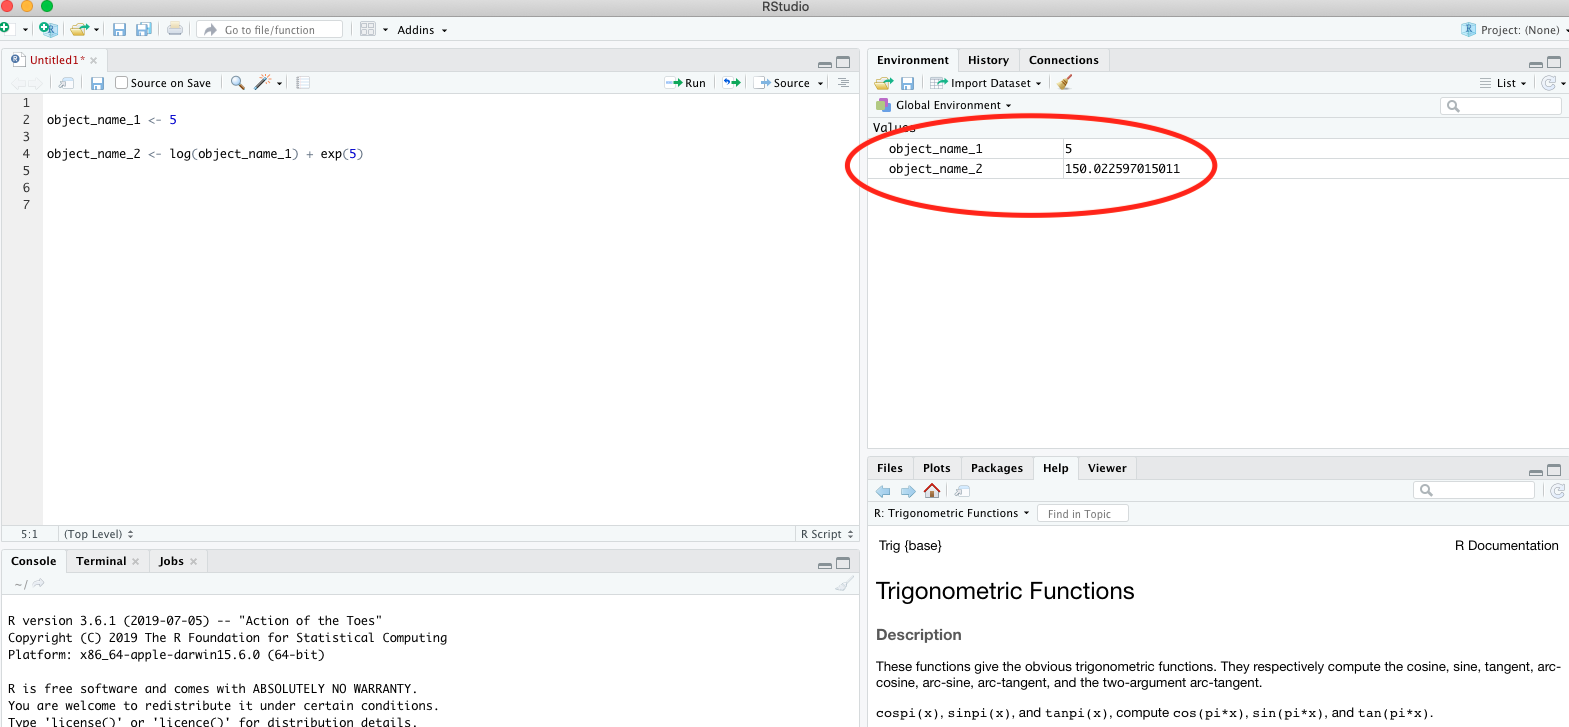 RStudio
Go to file/function
Addins
Project: (None)
Untitled1*
Source on Save
Run
Source
1
2 object_name_1 <- 5
3
4 object_name_2 <- log(object_name_1) + exp(5)
5
6
7
5:1
(Top Level)
R Script
Console
Terminal
Jobs
~/
R version 3.6.1 (2019-07-05) -- "Action of the Toes"
Copyright (C) 2019 The R Foundation for Statistical Computing
Platform: x86_64-apple-darwin15.6.0 (64-bit)
R is free software and comes with ABSOLUTELY NO WARRANTY.
You are welcome to redistribute it under certain conditions.
Type 'license()' or 'licence()' for distribution details.
Environment
History
Connections
Import Dataset
List
Global Environment
Values
object_name_1 5
object_name_2 150.022597015011
Files
Plots
Packages
Help
Viewer
R: Trigonometric Functions
Find in Topic
Trig {base}
R Documentation
Trigonometric Functions
Description
These functions give the obvious trigonometric functions. They respectively compute the cosine, sine, tangent, arc-
cosine, arc-sine, arc-tangent, and the two-argument arc-tangent.
cospi(x), sinpi(x), and tanpi(x), compute cos(pi*x), sin(pi*x), and tan(pi*x).